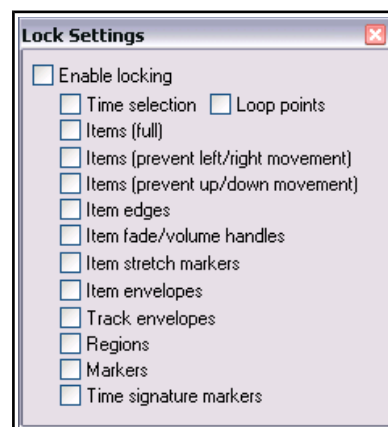 Lock Settings
Enable locking
Time selection Loop points
Items (full)
Items (prevent left/right movement)
Items (prevent up/down movement)
Item edges
Item fade/volume handles
Item stretch markers
Item envelopes
Track envelopes
Regions
Markers
Time signature markers